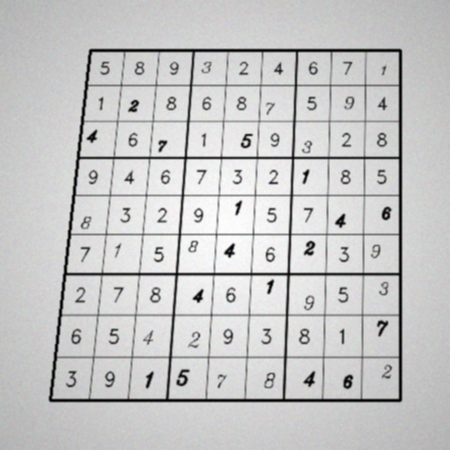 5 8 9 3 2 4 6 7 1
1 2 8 6 8 7 5 9 4
4 6 7 1 5 9 3 2 8
9 4 6 7 3 2 1 8 5
8 3 2 9 1 5 7 4 6
7 1 5 8 4 6 2 3 9
2 7 8 4 6 1 9 5 3
6 5 4 2 9 3 8 1 7
3 9 1 5 7 8 4 6 2